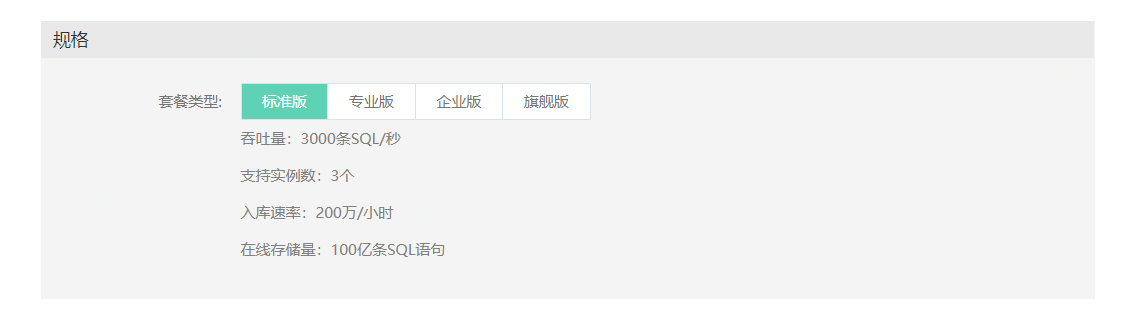 规格
套餐类型: 标准版 专业版 企业版 旗舰版
吞吐量：3000条SQL/秒
支持实例数：3个
入库速率：200万/小时
在线存储量：100亿条SQL语句